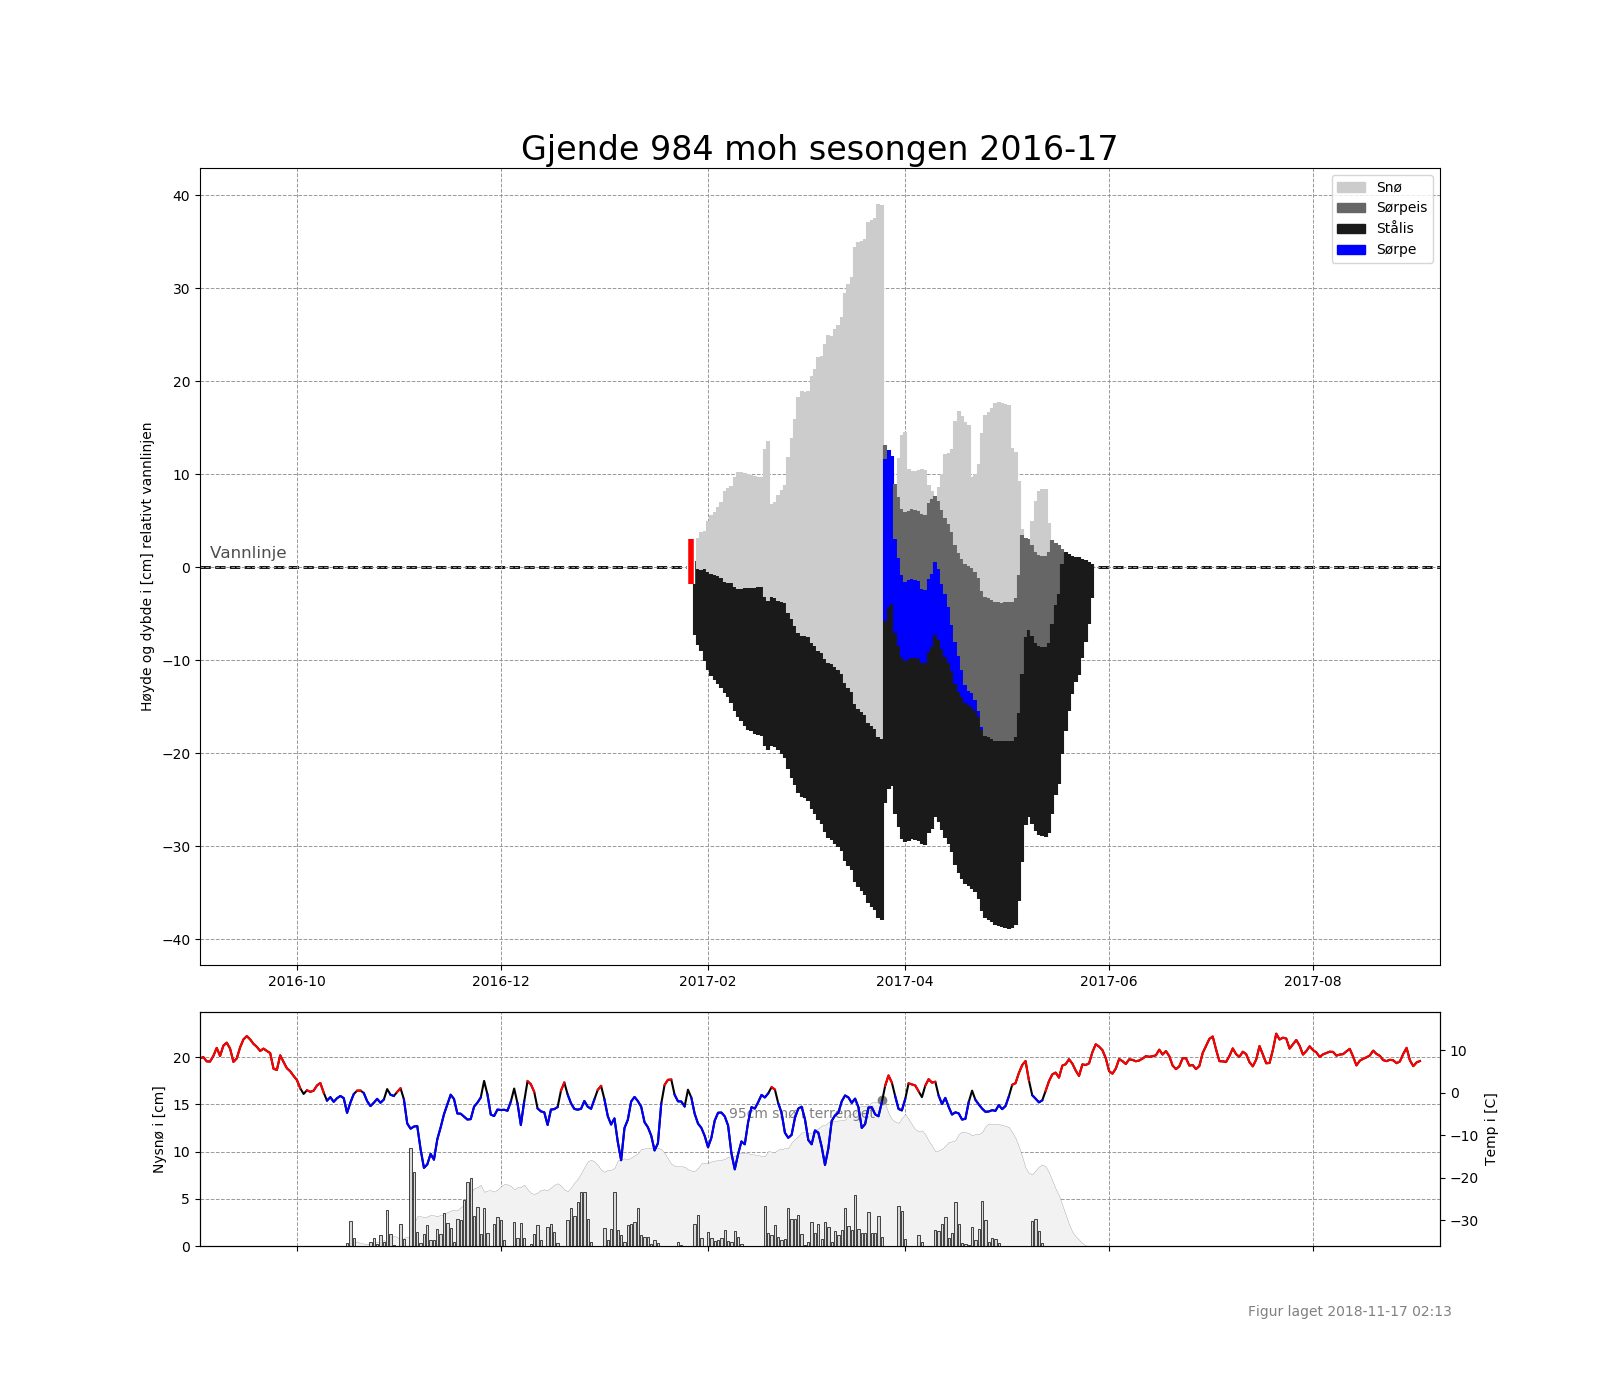 Gjende 984 moh sesongen 2016-17
Snø
Sørpeis
Stålis
Sørpe
Høyde og dybde i [cm] relativt vannlinjen
40
30
20
10
0
−10
−20
−30
−40
Vannlinje
2016-10 2016-12 2017-02 2017-04 2017-06 2017-08
Nysnø i [cm]
20
15
10
5
0
95cm snø i terrenget
10
0
−10
−20
−30
Temp i [C]
Figur laget 2018-11-17 02:13